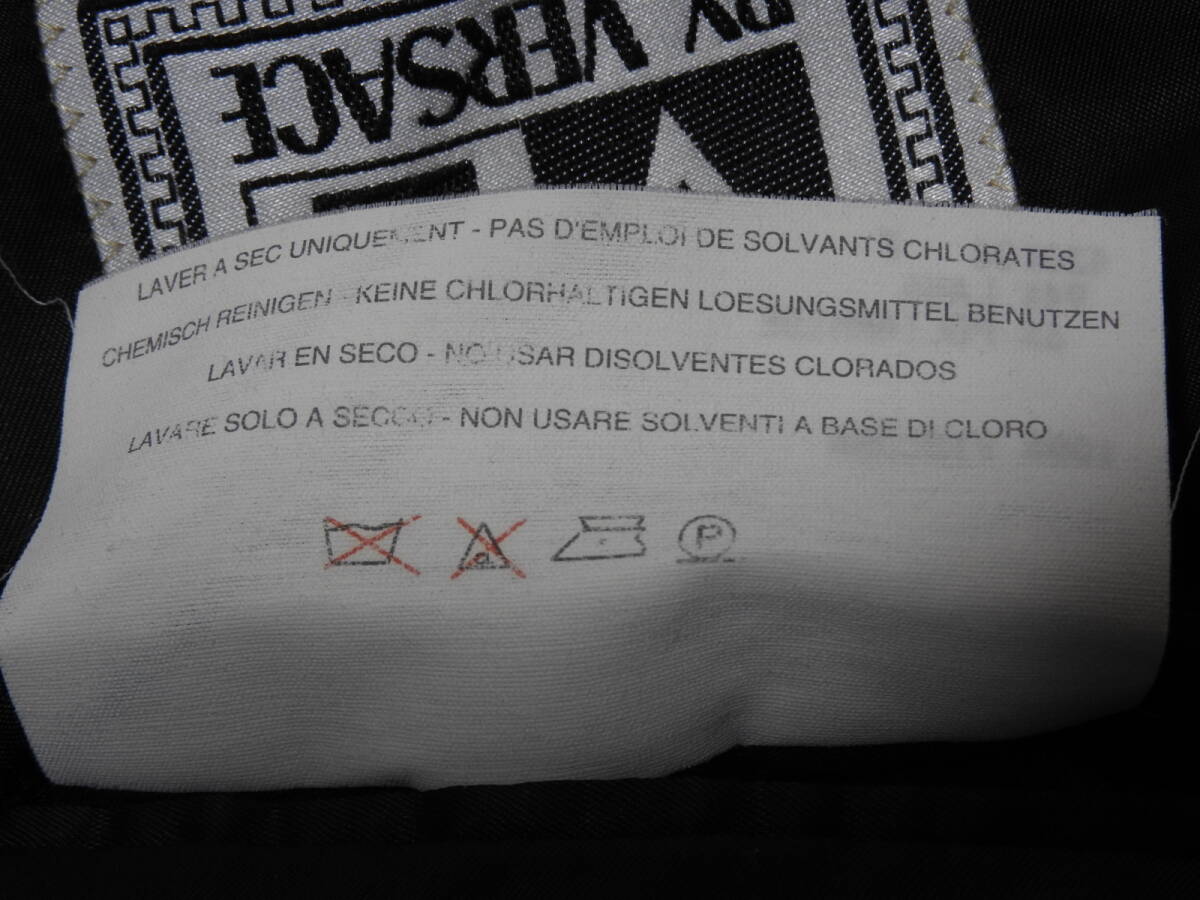 BY VERSACE
LAVER A SEC UNIQUEMENT - PAS D'EMPLOI DE SOLVANTS CHLORATES
CHEMISCH REINIGEN - KEINE CHLORHALTIGEN LOESUNGSMITTEL BENUTZEN
LAVAR EN SECO - NO USAR DISOLVENTES CLORADOS
LAVARE SOLO A SECCO - NON USARE SOLVENTI A BASE DI CLORO
P